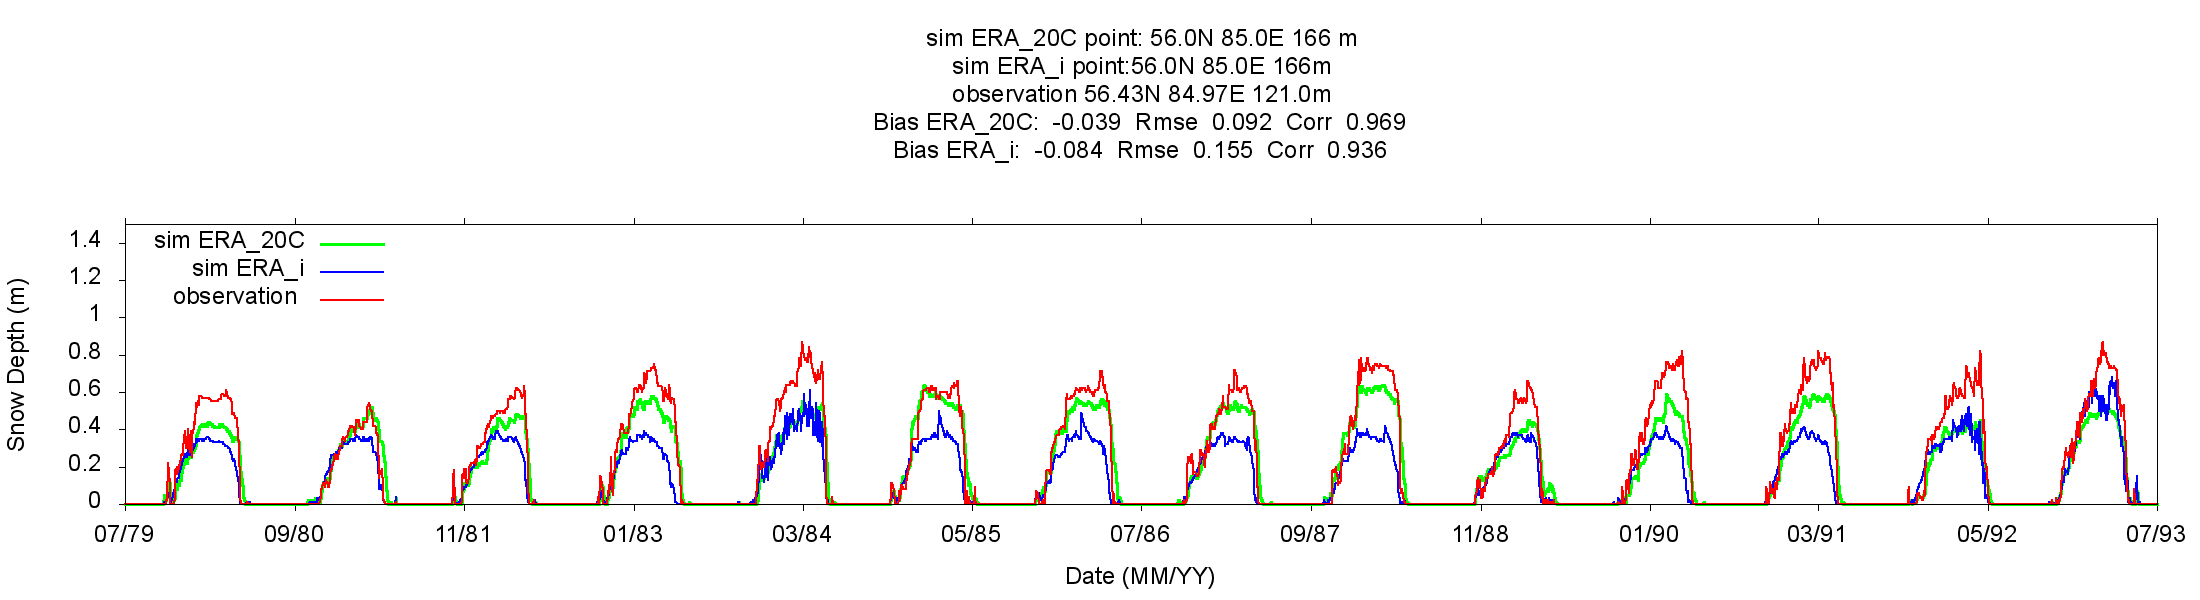 sim ERA_20C point: 56.0N 85.0E 166 m
sim ERA_i point:56.0N 85.0E 166m
observation 56.43N 84.97E 121.0m
Bias ERA_20C:  -0.039  Rmse  0.092  Corr  0.969
Bias ERA_i:  -0.084  Rmse  0.155  Corr  0.936
sim ERA_20C
sim ERA_i
observation
Snow Depth (m)
1.4
1.2
1
0.8
0.6
0.4
0.2
0
07/79 09/80 11/81 01/83 03/84 05/85 07/86 09/87 11/88 01/90 03/91 05/92 07/93
Date (MM/YY)